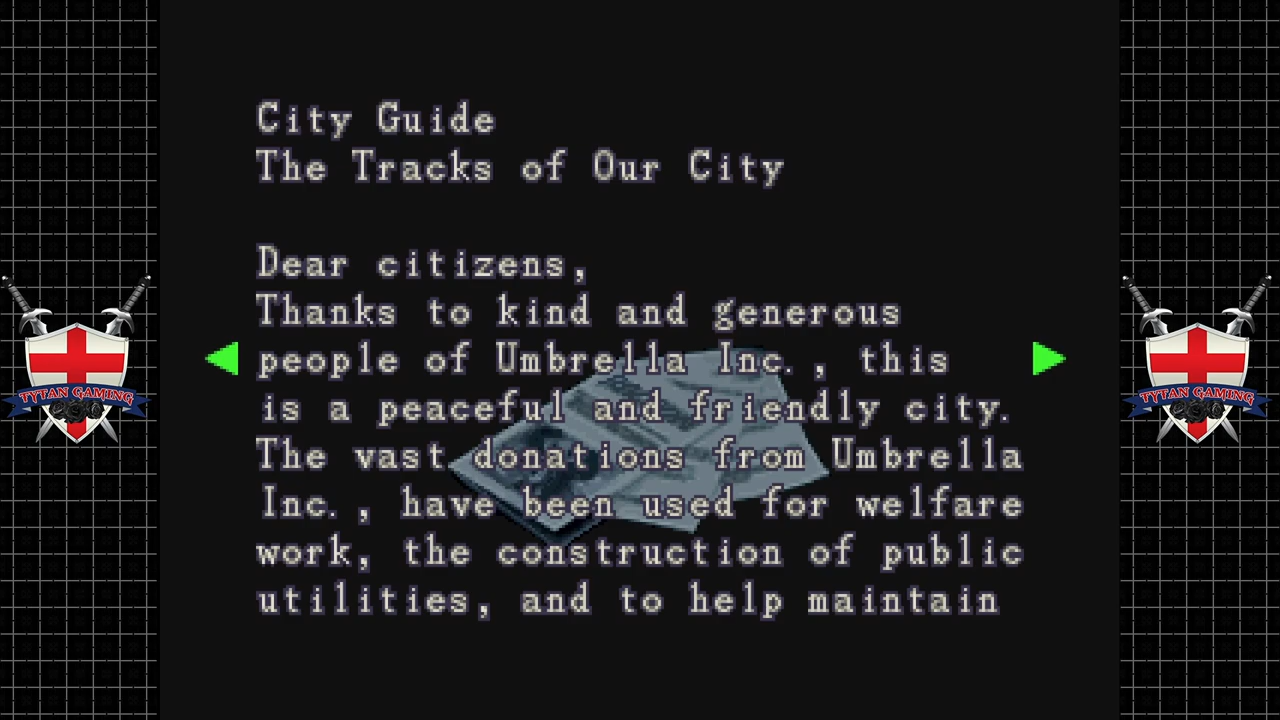 City Guide
The Tracks of Our City
Dear citizens,
Thanks to kind and generous
people of Umbrella Inc., this
is a peaceful and friendly city.
The vast donations from Umbrella
Inc., have been used for welfare
work, the construction of public
utilities, and to help maintain
TYTAN GAMING
TYTAN GAMING